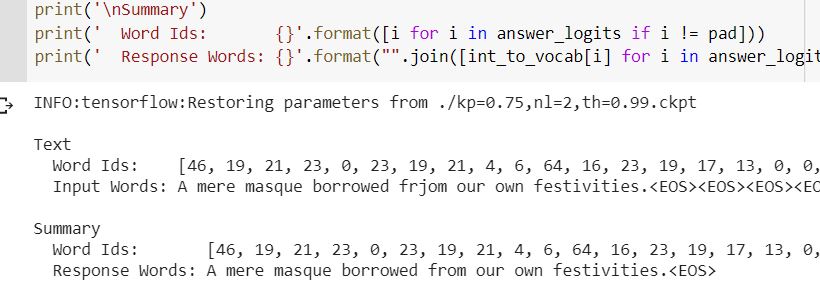 print('\nSummary')
print('  Word Ids:       {}'.format([i for i in answer_logits if i != pad]))
print('  Response Words: {}'.format("".join([int_to_vocab[i] for i in answer_logit
INFO:tensorflow:Restoring parameters from ./kp=0.75,nl=2,th=0.99.ckpt
Text
  Word Ids:    [46, 19, 21, 23, 0, 23, 19, 21, 4, 6, 64, 16, 23, 19, 17, 13, 0, 0,
  Input Words: A mere masque borrowed frjom our own festivities.<EOS><EOS><EOS><EO
Summary
  Word Ids:       [46, 19, 21, 23, 0, 23, 19, 21, 4, 6, 64, 16, 23, 19, 17, 13, 0,
  Response Words: A mere masque borrowed from our own festivities.<EOS>